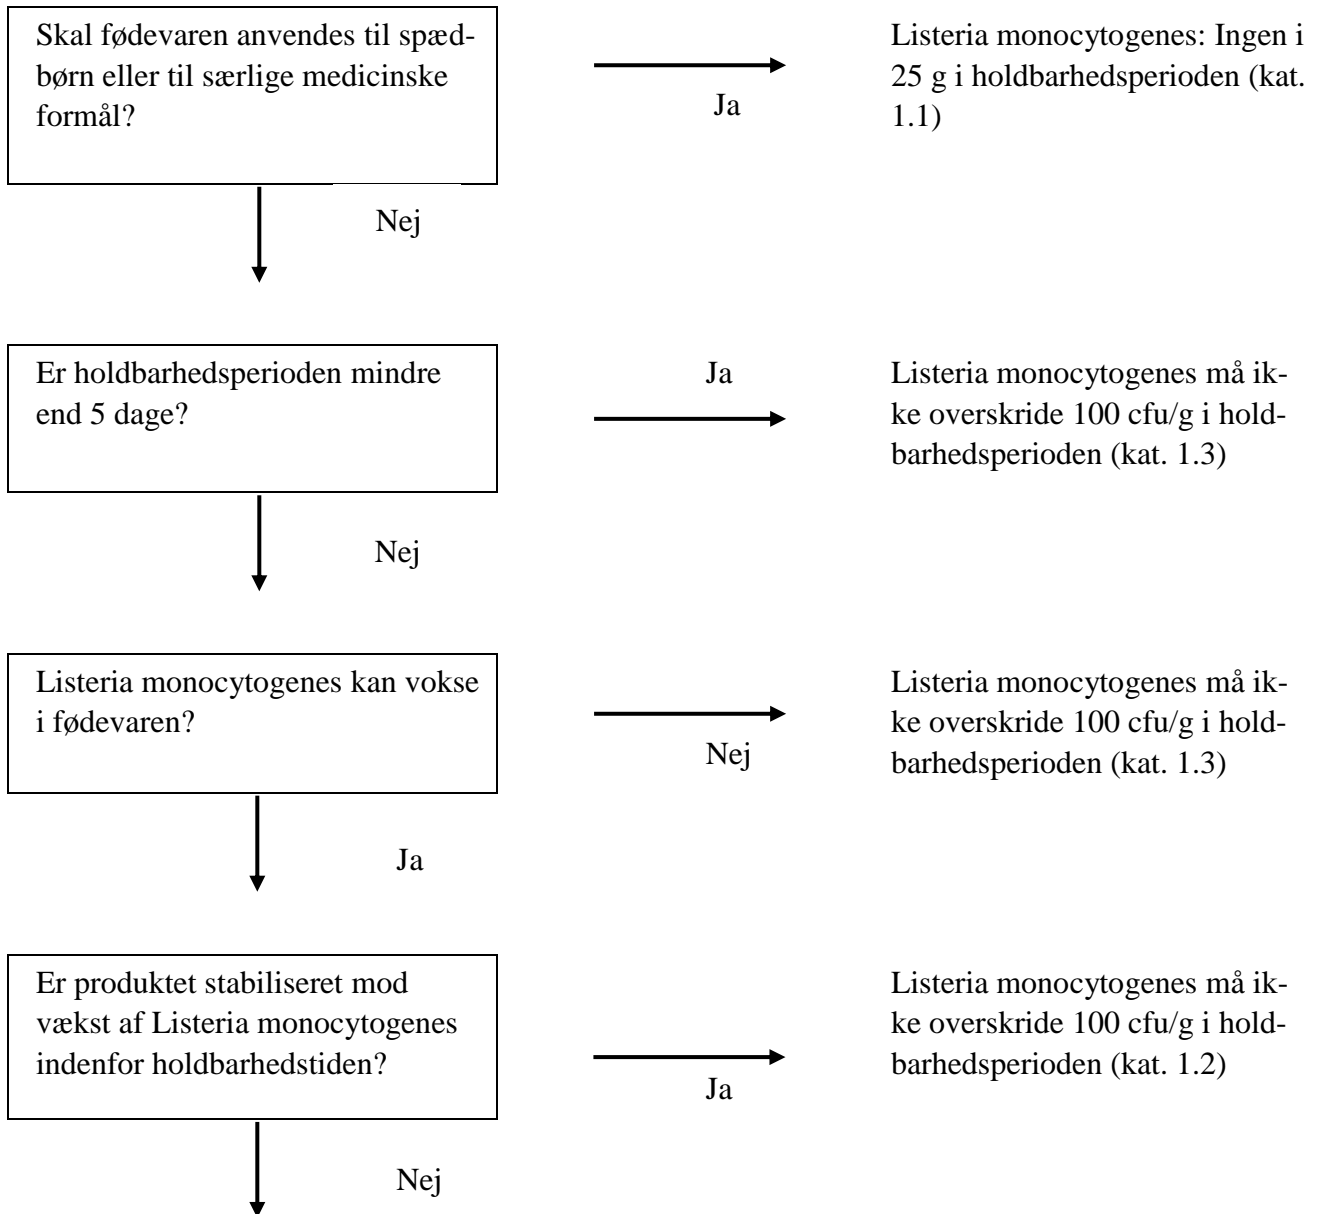 Skal fødevaren anvendes til spæd-
børn eller til særlige medicinske
formål?
Ja
Listeria monocytogenes: Ingen i
25 g i holdbarhedsperioden (kat.
1.1)
Nej
Er holdbarhedsperioden mindre
end 5 dage?
Ja
Listeria monocytogenes må ik-
ke overskride 100 cfu/g i hold-
barhedsperioden (kat. 1.3)
Nej
Listeria monocytogenes kan vokse
i fødevaren?
Nej
Listeria monocytogenes må ik-
ke overskride 100 cfu/g i hold-
barhedsperioden (kat. 1.3)
Ja
Er produktet stabiliseret mod
vækst af Listeria monocytogenes
indenfor holdbarhedstiden?
Ja
Listeria monocytogenes må ik-
ke overskride 100 cfu/g i hold-
barhedsperioden (kat. 1.2)
Nej